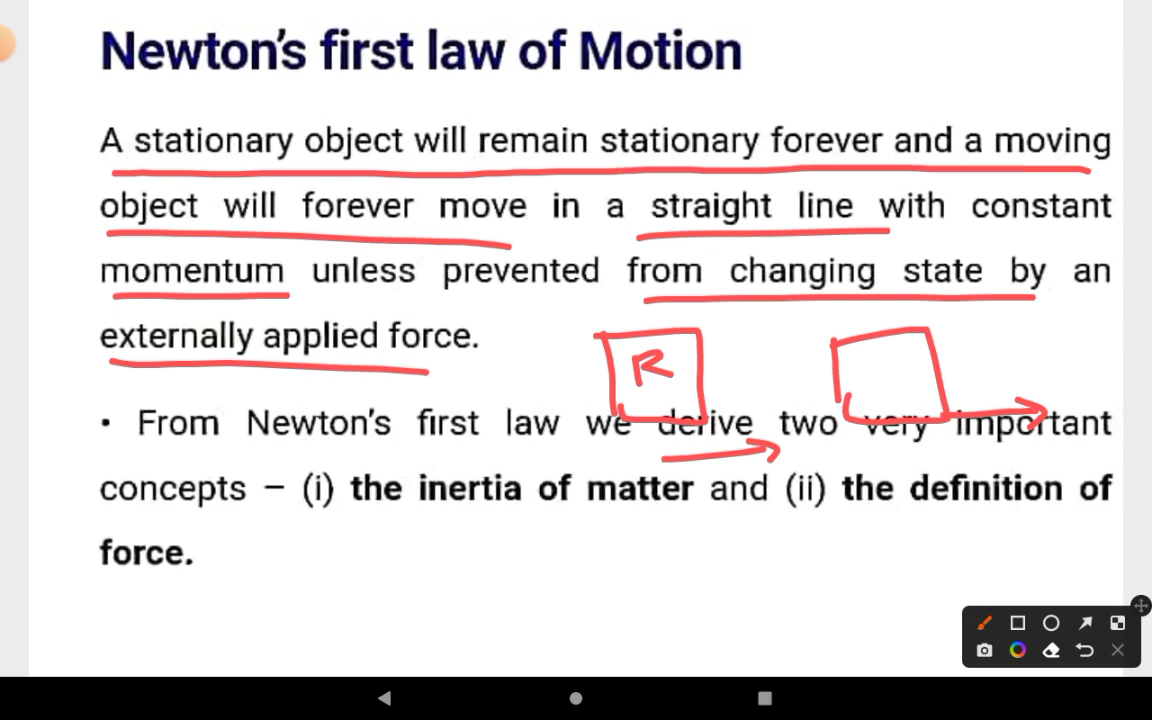 Newton's first law of Motion
A stationary object will remain stationary forever and a moving
object will forever move in a straight line with constant
momentum unless prevented from changing state by an
externally applied force.
R
• From Newton's first law we derive two very important
concepts – (i) the inertia of matter and (ii) the definition of
force.